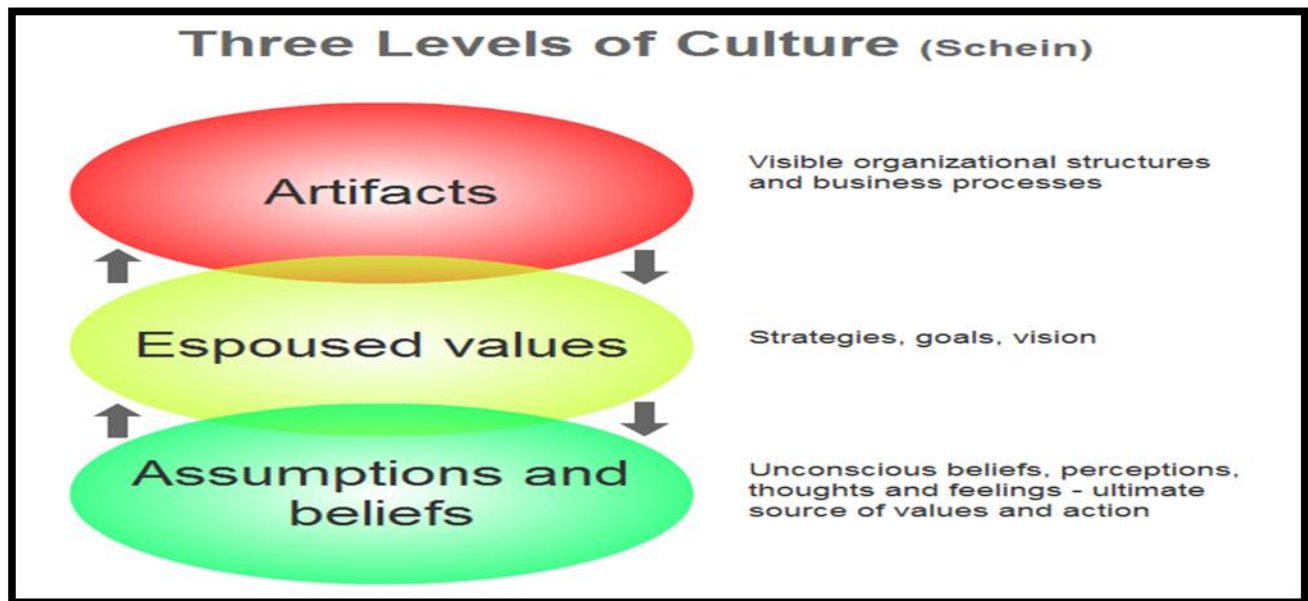 Three Levels of Culture (Schein)
Artifacts
Visible organizational structures
and business processes
Espoused values
Strategies, goals, vision
Assumptions and
beliefs
Unconscious beliefs, perceptions,
thoughts and feelings - ultimate
source of values and action